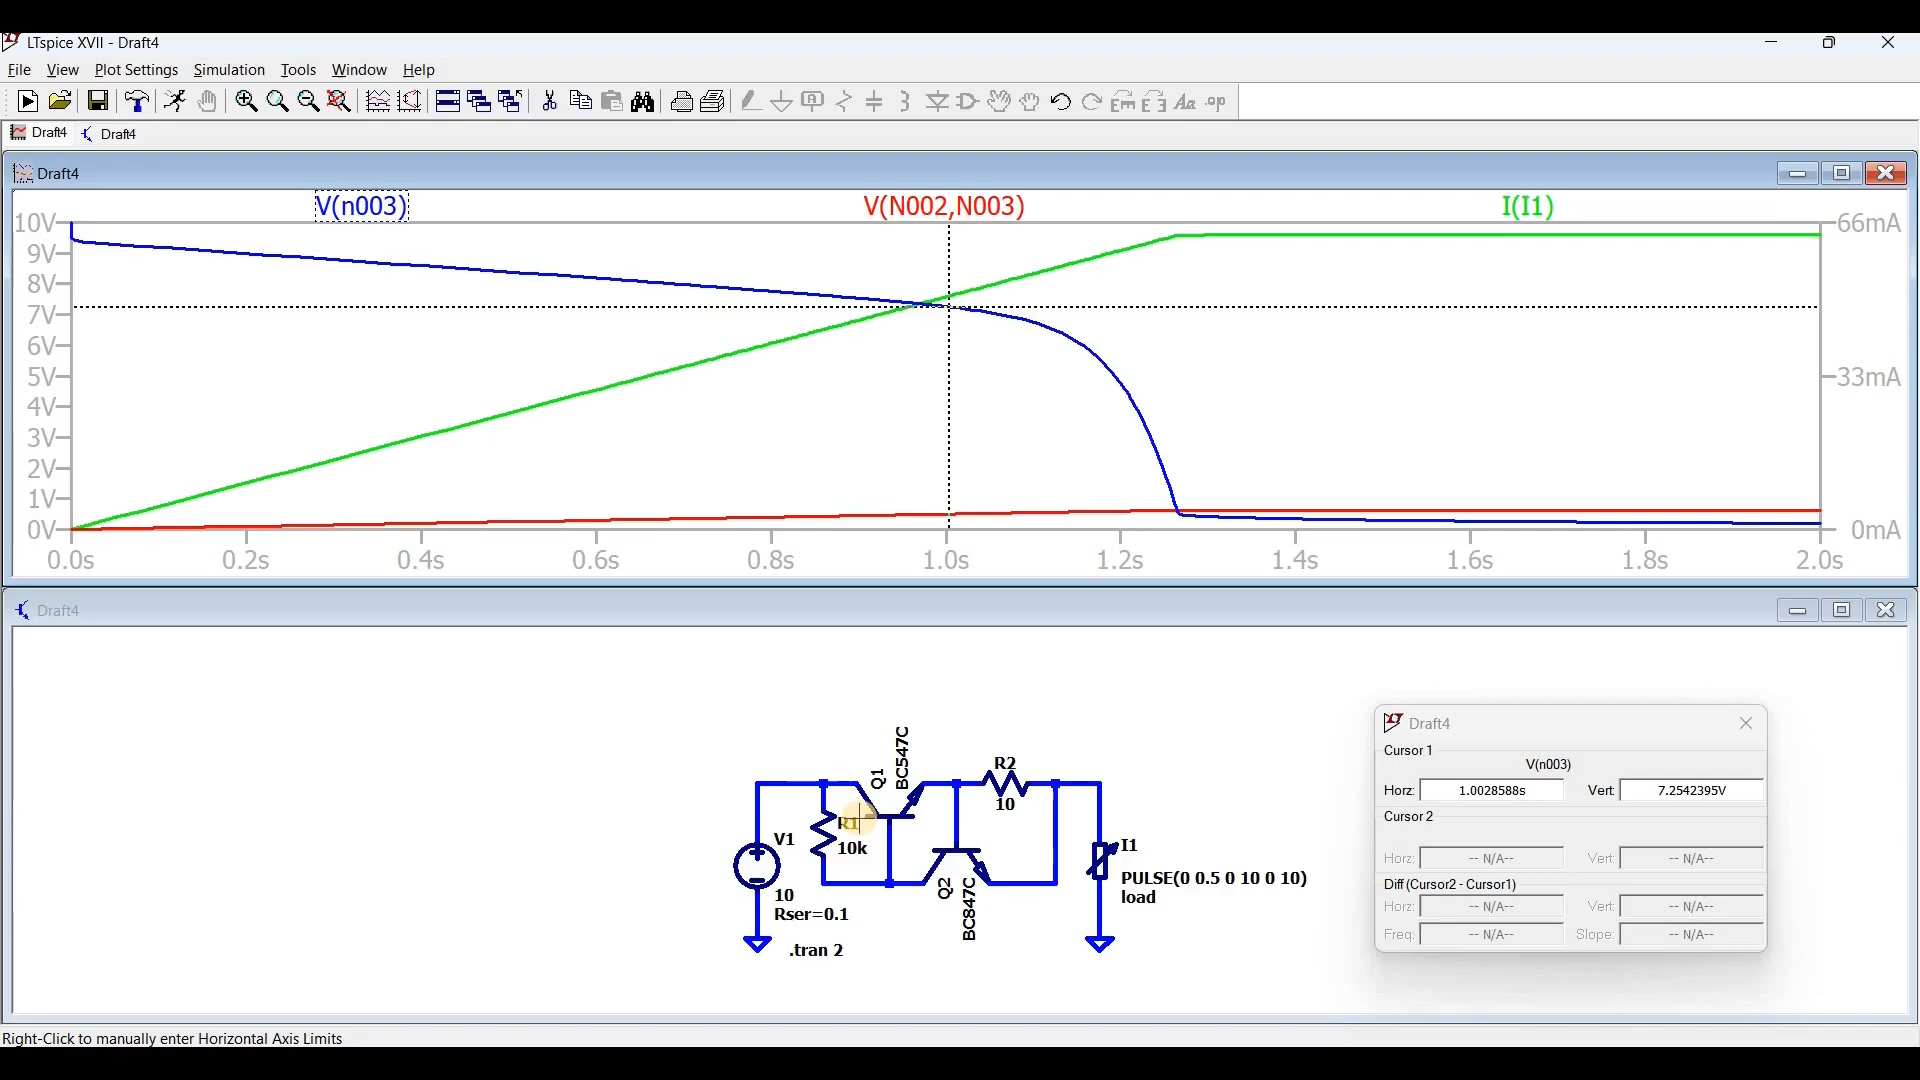 LTspice XVII - Draft4
File View Plot Settings Simulation Tools Window Help
Draft4 Draft4
Draft4
V(n003) V(N002,N003) I(I1)
10V 66mA
9V
8V
7V
6V
5V 33mA
4V
3V
2V
1V
0V 0mA
0.0s 0.2s 0.4s 0.6s 0.8s 1.0s 1.2s 1.4s 1.6s 1.8s 2.0s
Draft4
Q1
BC547C
R2
10
R1
10k
V1
10
Rser=0.1
.tran 2
Q2
BC847C
I1
PULSE(0 0.5 0 10 0 10)
load
Draft4
Cursor 1
V(n003)
Horz: 1.0028588s Vert: 7.2542395V
Cursor 2
Horz: -- N/A-- Vert: -- N/A--
Diff (Cursor2 - Cursor1)
Horz: -- N/A-- Vert: -- N/A--
Freq: -- N/A-- Slope: -- N/A--
Right-Click to manually enter Horizontal Axis Limits